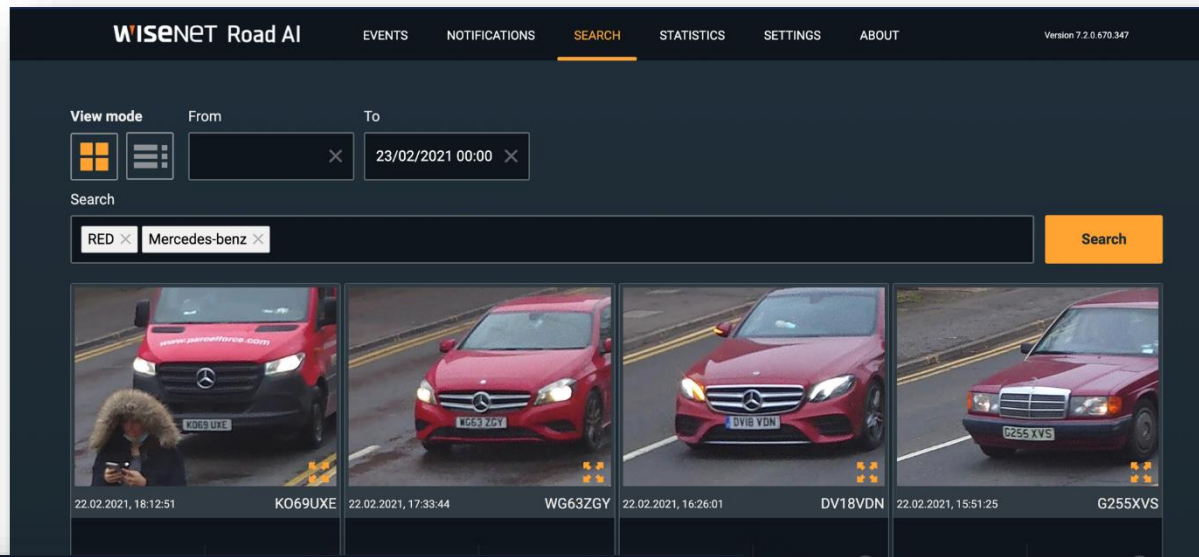 WISENET Road AI EVENTS NOTIFICATIONS SEARCH STATISTICS SETTINGS ABOUT Version 7.2.0.670.347
View mode From To
23/02/2021 00:00
Search
RED Mercedes-benz Search
www.parcelforce.com
KO69 UXE WG63 ZGY DV18 VDN G255 XVS
22.02.2021, 18:12:51 KO69UXE 22.02.2021, 17:33:44 WG63ZGY 22.02.2021, 16:26:01 DV18VDN 22.02.2021, 15:51:25 G255XVS